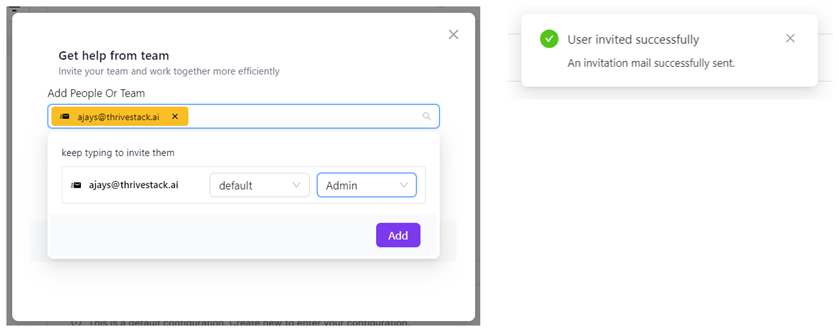 Get help from team
Invite your team and work together more efficiently
Add People Or Team
ajays@thrivestack.ai
keep typing to invite them
ajays@thrivestack.ai default Admin
Add
This is a default configuration. Create new to enter your configuration.
User invited successfully
An invitation mail successfully sent.